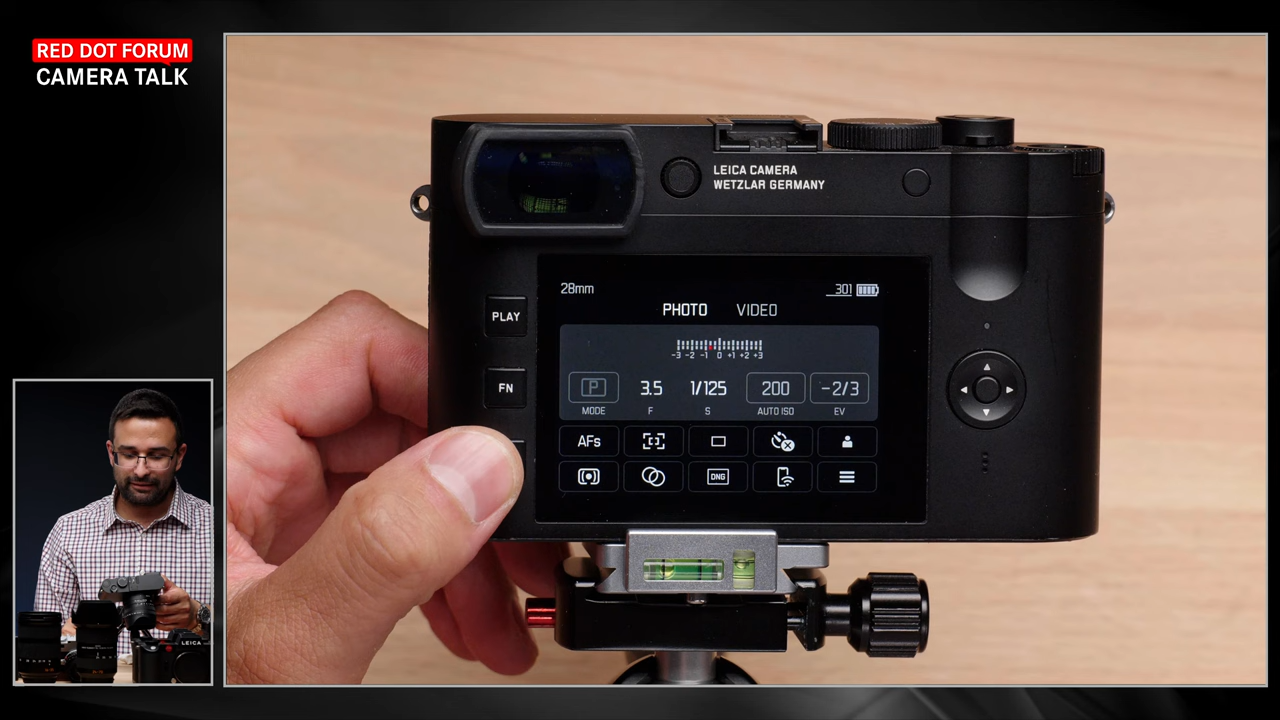 RED DOT FORUM
CAMERA TALK
LEICA CAMERA
WETZLAR GERMANY
28mm
301
PHOTO VIDEO
PLAY
-3 -2 -1 0 +1 +2 +3
FN
P 3.5 1/125 200 -2/3
MODE F S AUTO ISO EV
AFs
DNG
LEICA